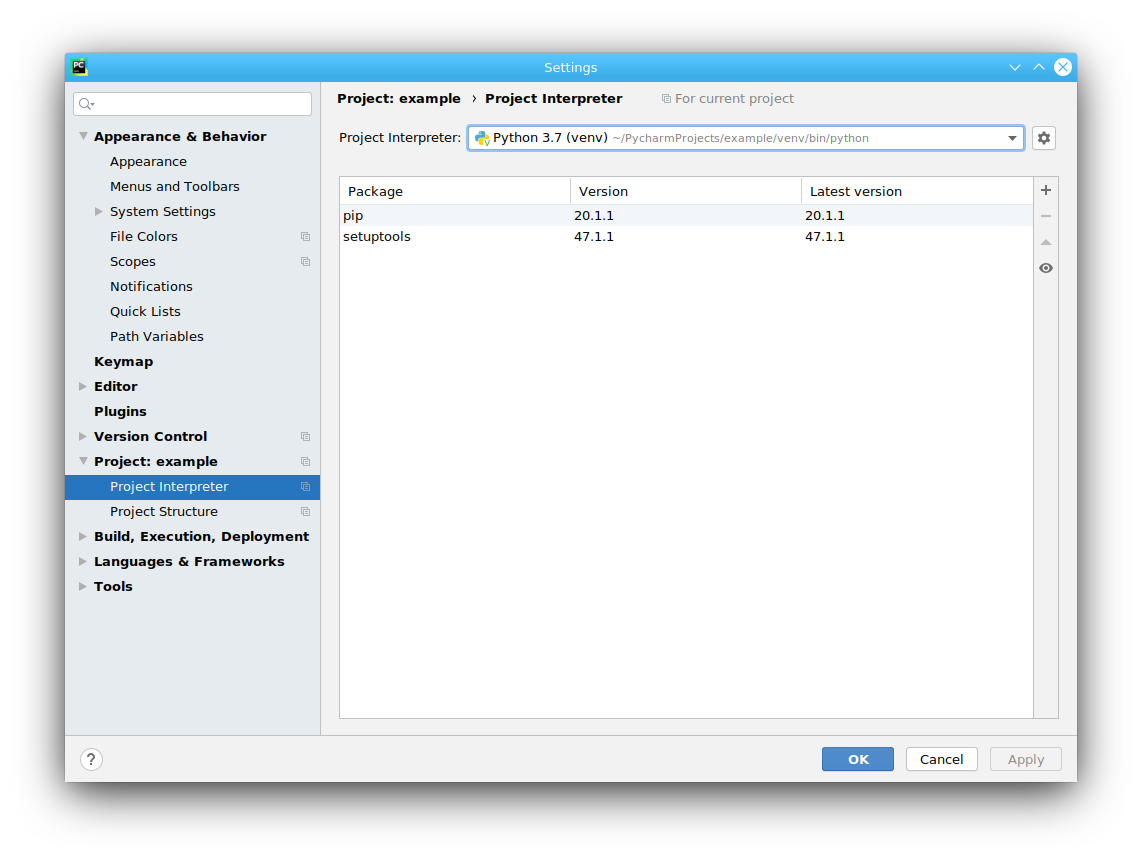 Settings
Project: example › Project Interpreter For current project
Appearance & Behavior
Appearance
Menus and Toolbars
System Settings
File Colors
Scopes
Notifications
Quick Lists
Path Variables
Keymap
Editor
Plugins
Version Control
Project: example
Project Interpreter
Project Structure
Build, Execution, Deployment
Languages & Frameworks
Tools
Project Interpreter: Python 3.7 (venv) ~/PycharmProjects/example/venv/bin/python
Package Version Latest version
pip 20.1.1 20.1.1
setuptools 47.1.1 47.1.1
? OK Cancel Apply